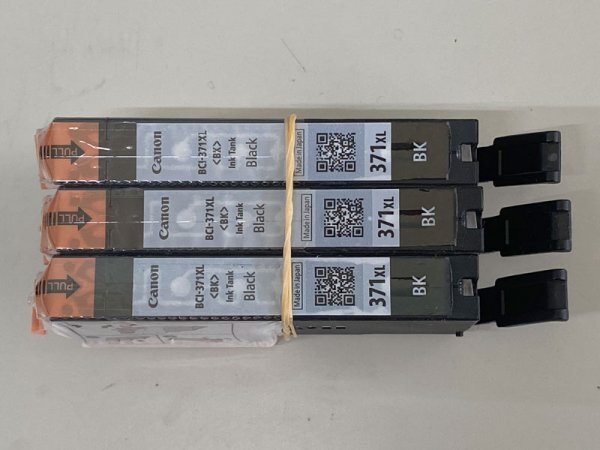 PULL
Canon
BCI-371XL
<BK>
Ink Tank
Black
Made in Japan
371XL
BK
PULL
Canon
BCI-371XL
<BK>
Ink Tank
Black
Made in Japan
371XL
BK
PULL
Canon
BCI-371XL
<BK>
Ink Tank
Black
Made in Japan
371XL
BK